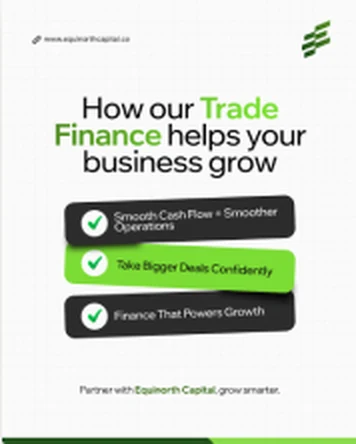 www.equinorthcapital.co
How our Trade
Finance helps your
business grow
Smooth Cash Flow = Smoother
Operations
Take Bigger Deals Confidently
Finance That Powers Growth
Partner with Equinorth Capital, grow smarter.